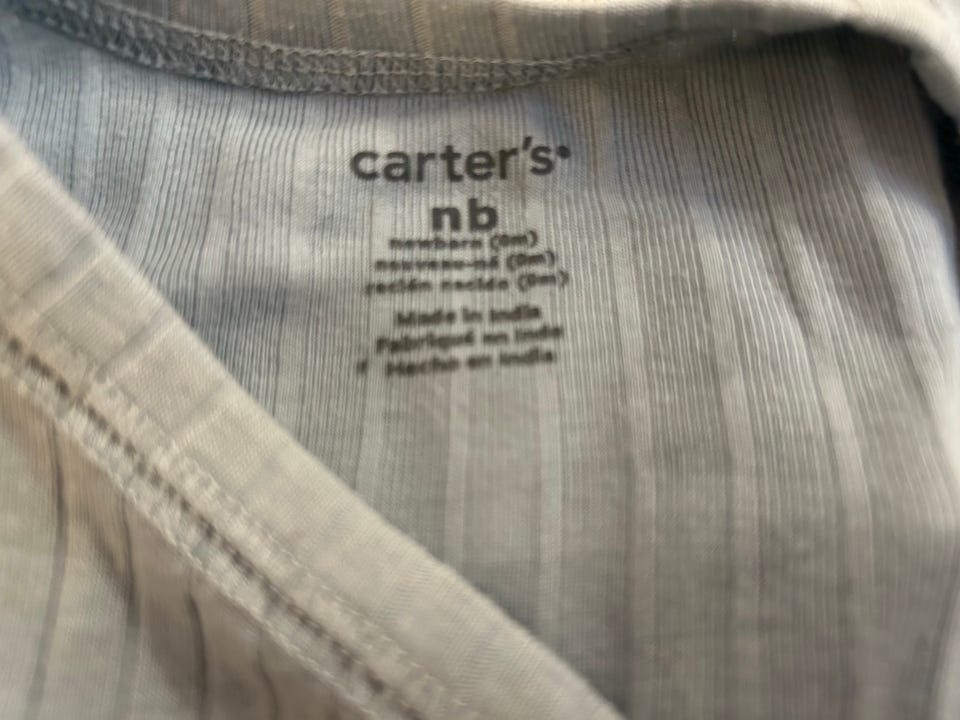 carter's
nb
newborn (0m)
nouveau-né (0m)
recién nacido (0m)
Made in India
Fabriqué en Inde
Hecho en India